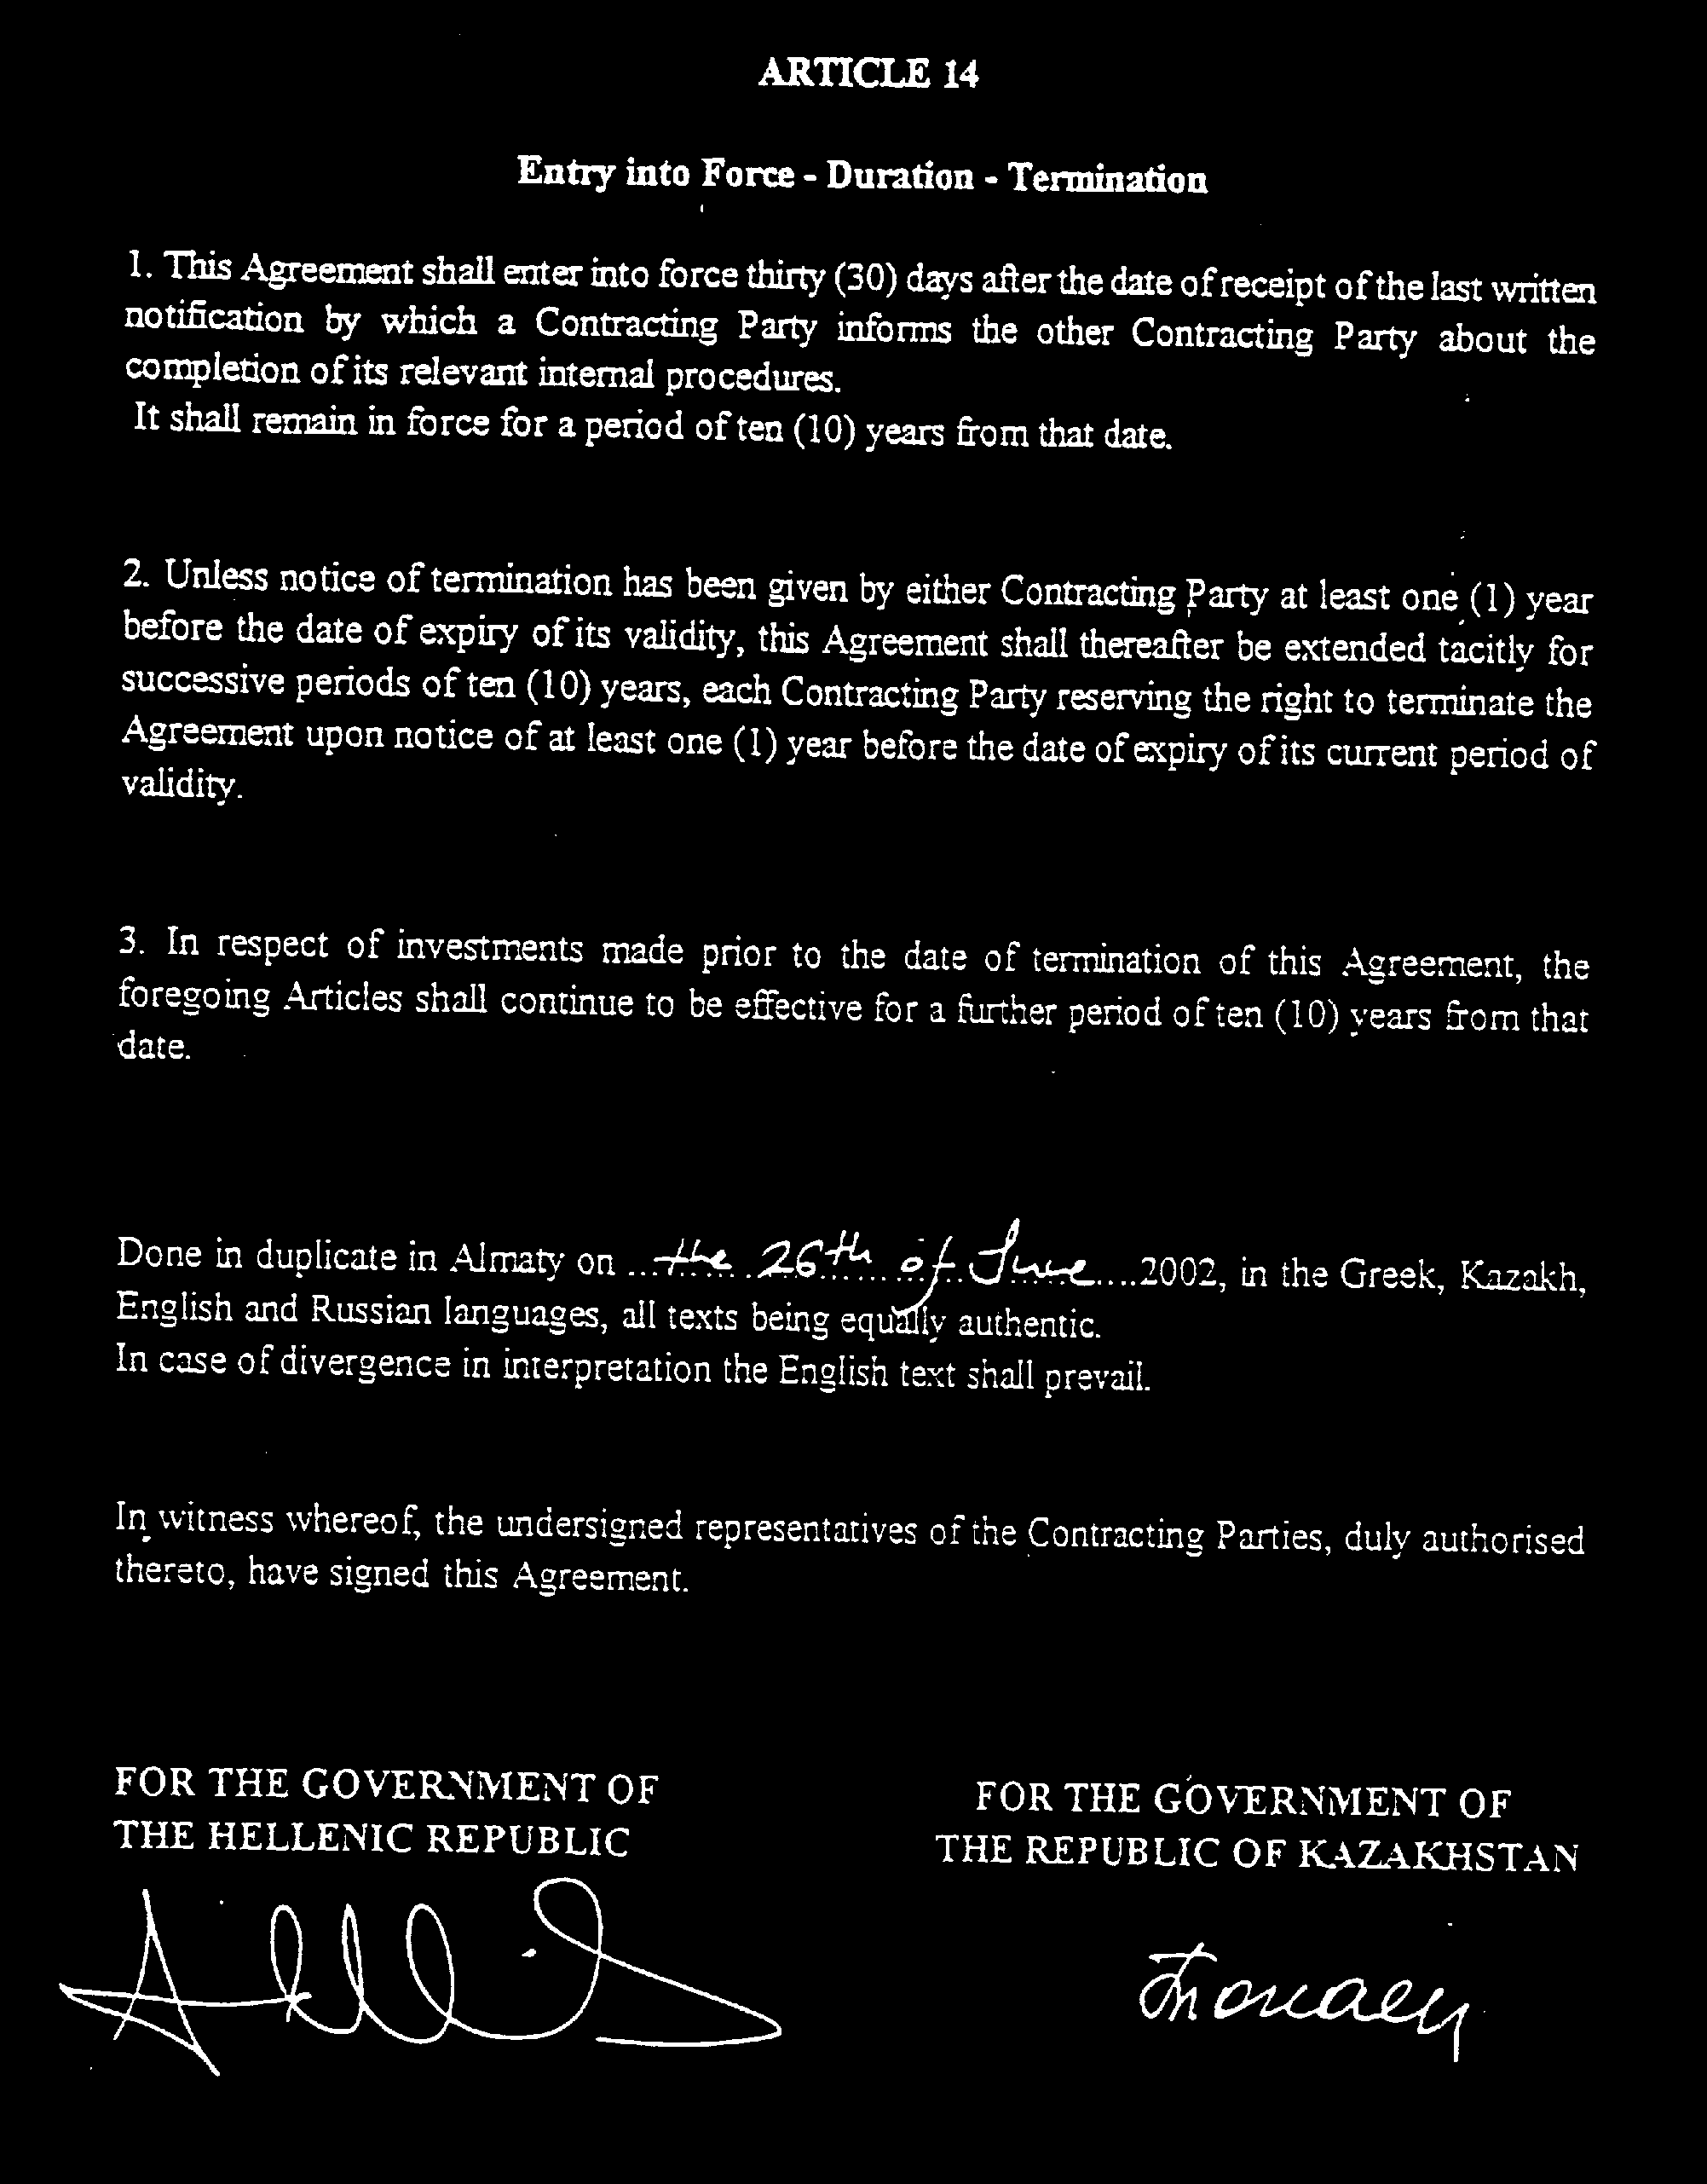 ARTICLE 14
Entry into Force - Duration - Termination
1. This Agreement shall enter into force thirty (30) days after the date of receipt of the last written
notification by which a Contracting Party informs the other Contracting Party about the
completion of its relevant internal procedures.
It shall remain in force for a period of ten (10) years from that date.
2. Unless notice of termination has been given by either Contracting Party at least one (1) year
before the date of expiry of its validity, this Agreement shall thereafter be extended tacitly for
successive periods of ten (10) years, each Contracting Party reserving the right to terminate the
Agreement upon notice of at least one (1) year before the date of expiry of its current period of
validity.
3. In respect of investments made prior to the date of termination of this Agreement, the
foregoing Articles shall continue to be effective for a further period of ten (10) years from that
date.
Done in duplicate in Almaty on ...the 26th of June....2002, in the Greek, Kazakh,
English and Russian languages, all texts being equally authentic.
In case of divergence in interpretation the English text shall prevail.
In witness whereof, the undersigned representatives of the Contracting Parties, duly authorised
thereto, have signed this Agreement.
FOR THE GOVERNMENT OF
THE HELLENIC REPUBLIC
FOR THE GOVERNMENT OF
THE REPUBLIC OF KAZAKHSTAN